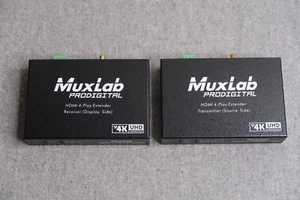 MuxLab
PRODIGITAL
HDMI 4-Play Extender
Receiver (Display Side)
4K UHD
MuxLab
PRODIGITAL
HDMI 4-Play Extender
Transmitter (Source Side)
4K UHD